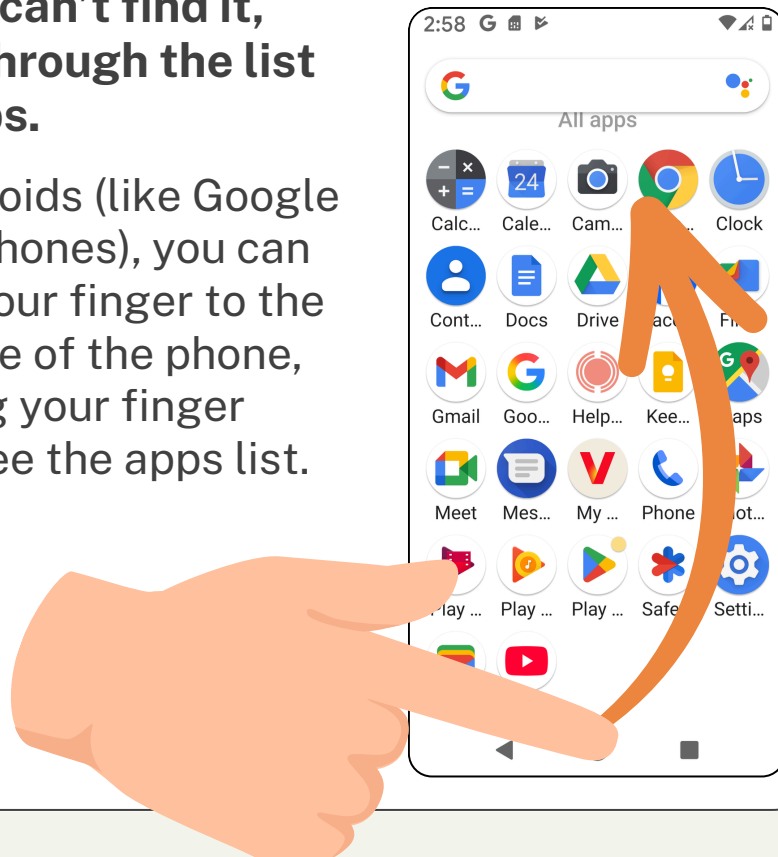 can't find it,
hrough the list
s.
oids (like Google
hones), you can
our finger to the
e of the phone,
g your finger
ee the apps list.
2:58
All apps
Calc... Cale... Cam... Clock
Cont... Docs Drive Fi...
Gmail Goo... Help... Kee... aps
Meet Mes... My ... Phone ot...
Play ... Play ... Play ... Safe Setti...